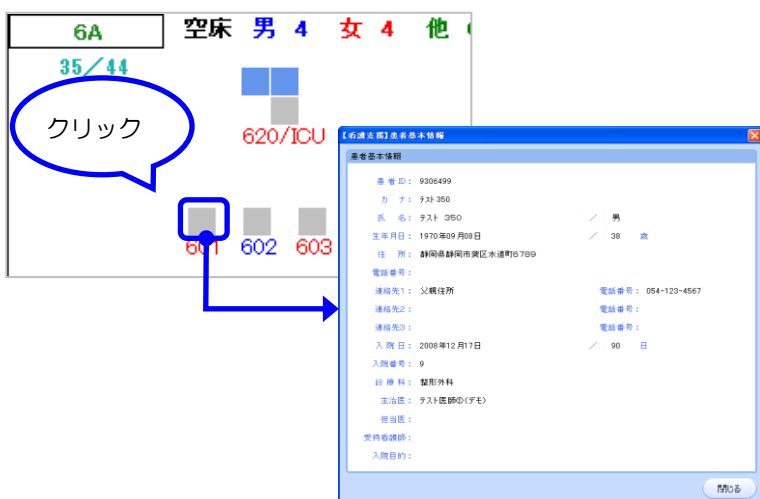 6A 空床 男 4 女 4 他
35/44
クリック
620/ICU
601 602 603
【看護支援】患者基本情報
患者基本情報
患者ID: 9306499
カナ: テスト 350
氏名: テスト 350 / 男
生年月日: 1970年09月08日 / 38 歳
住所: 静岡県静岡市葵区水道町6789
電話番号:
連絡先1: 父親住所 電話番号: 054-123-4567
連絡先2: 電話番号:
連絡先3: 電話番号:
入院日: 2008年12月17日 / 90 日
入院番号: 9
診療科: 整形外科
主治医: テスト医師①(デモ)
担当医:
受持看護師:
入院目的:
閉じる